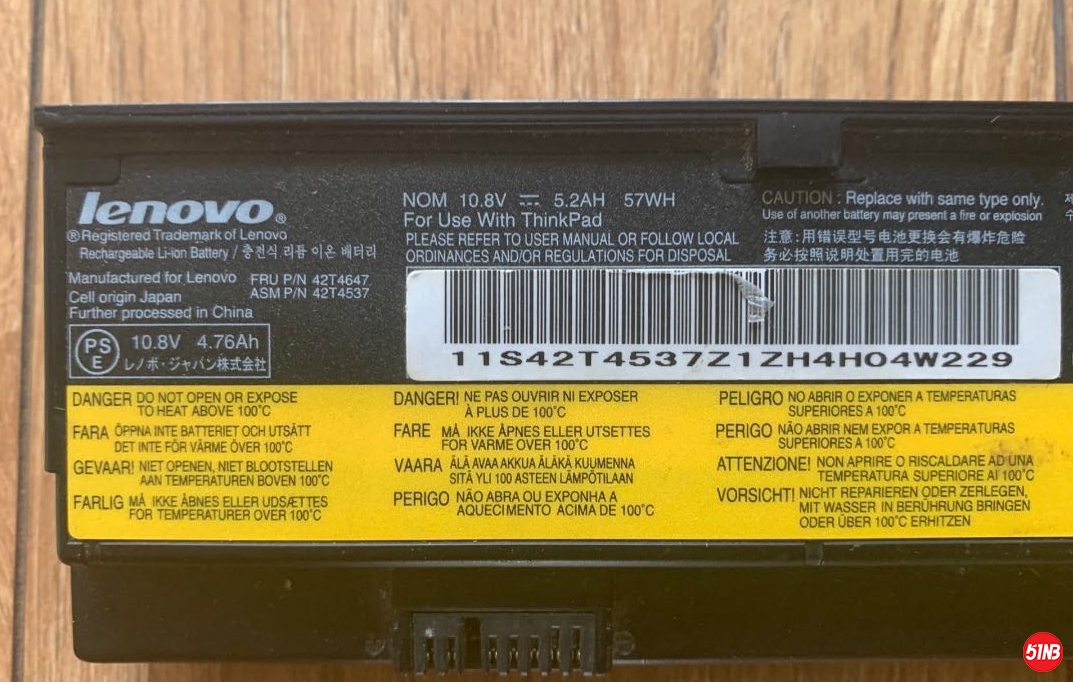 lenovo®
® Registered Trademark of Lenovo
Rechargeable Li-ion Battery / 충전식 리튬 이온 배터리
Manufactured for Lenovo
Cell origin Japan
Further processed in China
FRU P/N 42T4647
ASM P/N 42T4537
PS
E
10.8V 4.76Ah
レノボ・ジャパン株式会社
NOM 10.8V ⎓ 5.2AH 57WH
For Use With ThinkPad
PLEASE REFER TO USER MANUAL OR FOLLOW LOCAL
ORDINANCES AND/OR REGULATIONS FOR DISPOSAL
CAUTION : Replace with same type only.
Use of another battery may present a fire or explosion
注意:用错误型号电池更换会有爆炸危险
务必按照说明处置用完的电池
11S42T4537Z1ZH4H04W229
DANGER DO NOT OPEN OR EXPOSE
TO HEAT ABOVE 100°C
FARA ÖPPNA INTE BATTERIET OCH UTSÄTT
DET INTE FÖR VÄRME ÖVER 100°C
GEVAAR! NIET OPENEN, NIET BLOOTSTELLEN
AAN TEMPERATUREN BOVEN 100°C
FARLIG MÅ IKKE ÅBNES ELLER UDSÆTTES
FOR TEMPERATURER OVER 100°C
DANGER! NE PAS OUVRIR NI EXPOSER
À PLUS DE 100°C
FARE MÅ IKKE ÅPNES ELLER UTSETTES
FOR VARME OVER 100°C
VAARA ÄLÄ AVAA AKKUA ÄLÄKÄ KUUMENNA
SITÄ YLI 100 ASTEEN LÄMPÖTILAAN
PERIGO NÃO ABRA OU EXPONHA A
AQUECIMENTO ACIMA DE 100°C
PELIGRO NO ABRIR O EXPONER A TEMPERATURAS
SUPERIORES A 100°C
PERIGO NÃO ABRIR NEM EXPOR A TEMPERATURAS
SUPERIORES A 100°C
ATTENZIONE! NON APRIRE O RISCALDARE AD UNA
TEMPERATURA SUPERIORE AI 100°C
VORSICHT! NICHT REPARIEREN ODER ZERLEGEN,
MIT WASSER IN BERÜHRUNG BRINGEN
ODER ÜBER 100°C ERHITZEN
51NB